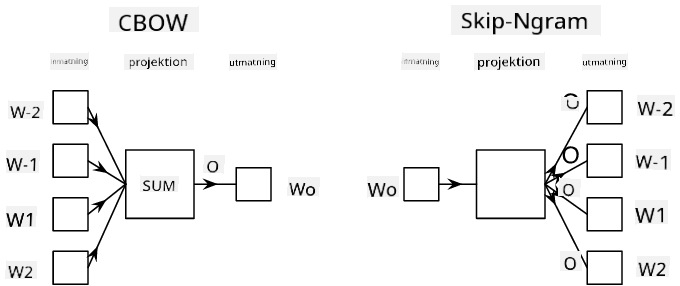 CBOW
inmatning projektion utmatning
W-2
W-1
W1
W2
SUM
O
Wo
Skip-Ngram
projektion utmatning
Wo
O
O
O
O
W-2
W-1
W1
W2